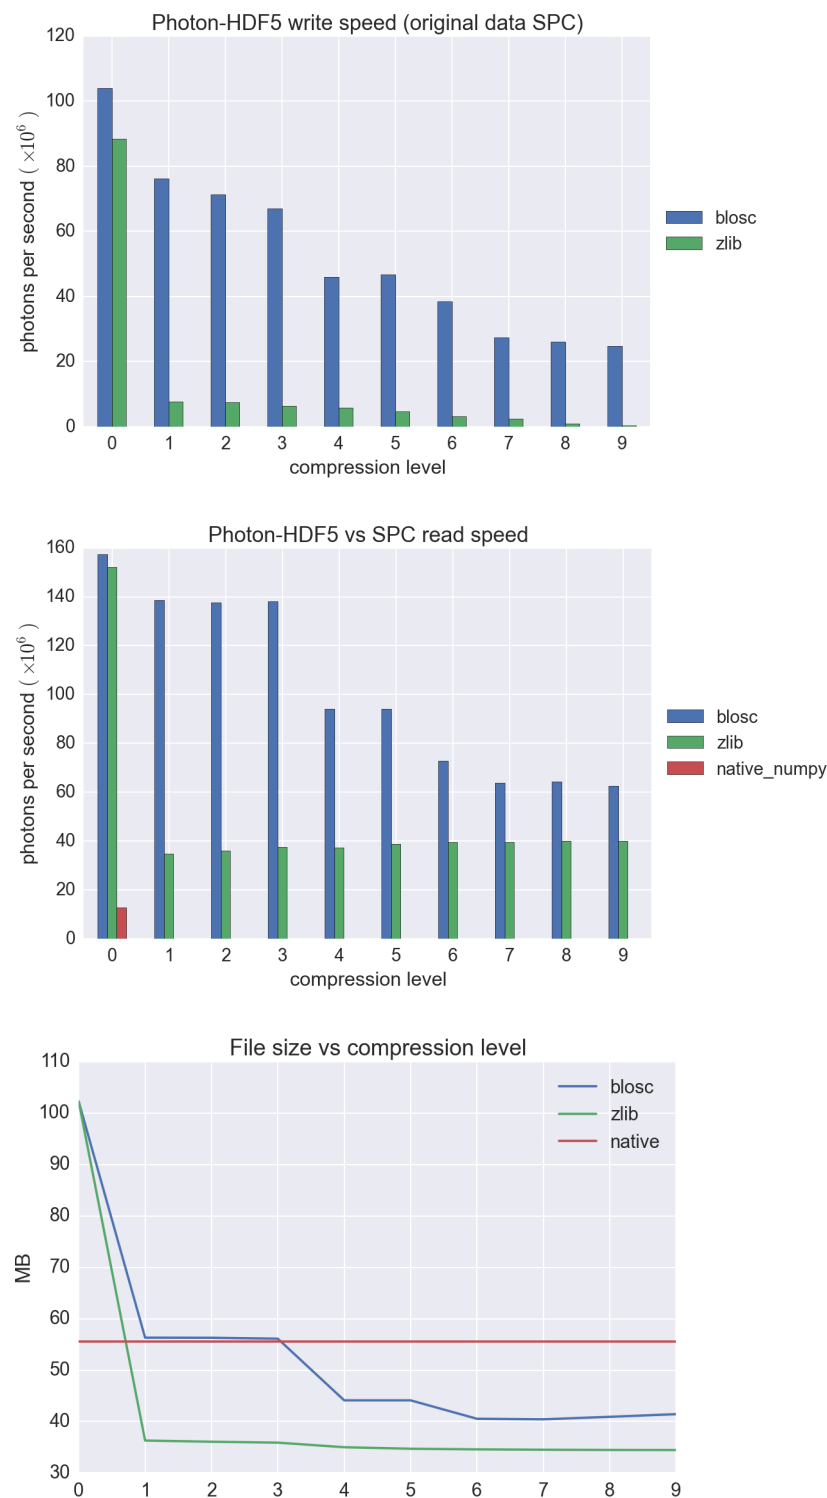 Photon-HDF5 write speed (original data SPC)
120
100
80
60
40
20
0
photons per second ( ×10⁶ )
0 1 2 3 4 5 6 7 8 9
compression level
blosc
zlib
Photon-HDF5 vs SPC read speed
160
140
120
100
80
60
40
20
0
photons per second ( ×10⁶ )
0 1 2 3 4 5 6 7 8 9
compression level
blosc
zlib
native_numpy
File size vs compression level
110
100
90
80
70
60
50
40
30
MB
0 1 2 3 4 5 6 7 8 9
blosc
zlib
native